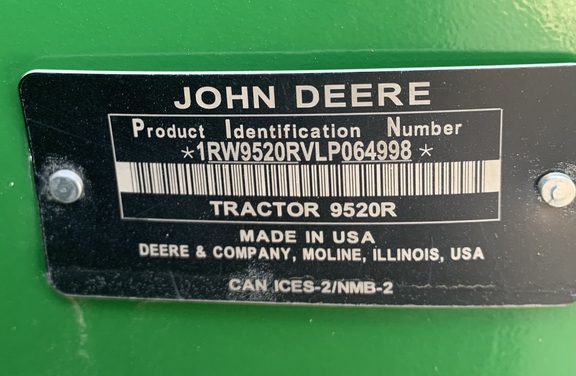 JOHN DEERE
Product Identification Number
*1RW9520RVLP064998*
TRACTOR 9520R
MADE IN USA
DEERE & COMPANY, MOLINE, ILLINOIS, USA
CAN ICES-2/NMB-2